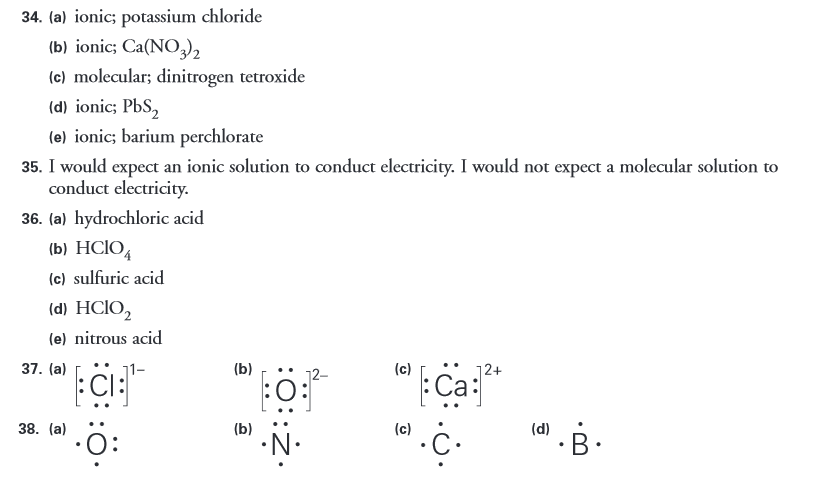 34. (a) ionic; potassium chloride
(b) ionic; Ca(NO₃)₂
(c) molecular; dinitrogen tetroxide
(d) ionic; PbS₂
(e) ionic; barium perchlorate
35. I would expect an ionic solution to conduct electricity. I would not expect a molecular solution to
conduct electricity.
36. (a) hydrochloric acid
(b) HClO₄
(c) sulfuric acid
(d) HClO₂
(e) nitrous acid
37. (a) [:Cl:]¹⁻ (b) [:O:]²⁻ (c) [:Ca:]²⁺
38. (a) ·O: (b) ·N· (c) ·C· (d) ·B·